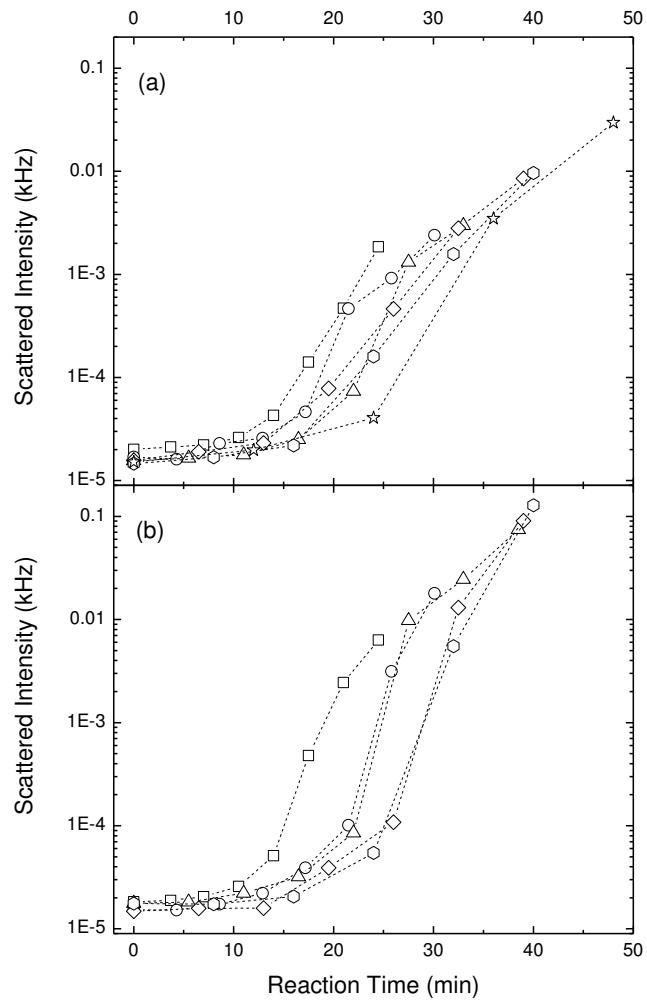 0 10 20 30 40 50
0.1
(a)
0.01
1E-3
1E-4
1E-5
Scattered Intensity (kHz)
0.1
(b)
0.01
1E-3
1E-4
1E-5
Scattered Intensity (kHz)
0 10 20 30 40 50
Reaction Time (min)